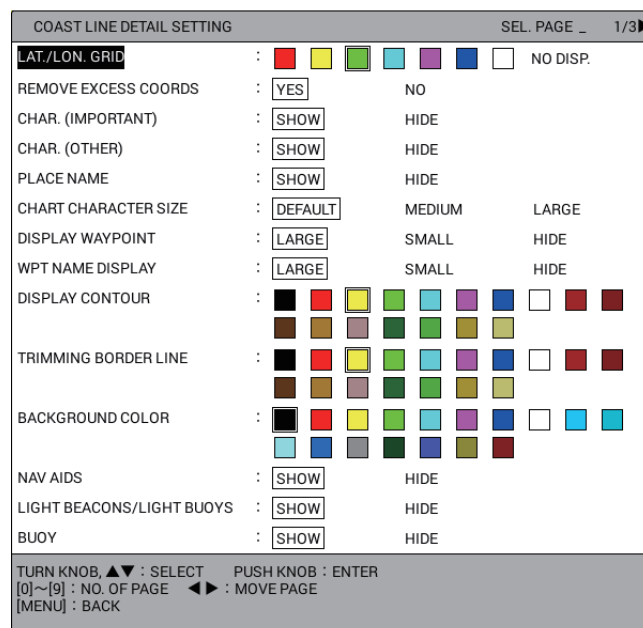 COAST LINE DETAIL SETTING SEL. PAGE _ 1/3▶
LAT./LON. GRID : NO DISP.
REMOVE EXCESS COORDS : YES NO
CHAR. (IMPORTANT) : SHOW HIDE
CHAR. (OTHER) : SHOW HIDE
PLACE NAME : SHOW HIDE
CHART CHARACTER SIZE : DEFAULT MEDIUM LARGE
DISPLAY WAYPOINT : LARGE SMALL HIDE
WPT NAME DISPLAY : LARGE SMALL HIDE
DISPLAY CONTOUR :
TRIMMING BORDER LINE :
BACKGROUND COLOR :
NAV AIDS : SHOW HIDE
LIGHT BEACONS/LIGHT BUOYS : SHOW HIDE
BUOY : SHOW HIDE
TURN KNOB, ▲▼ : SELECT PUSH KNOB : ENTER
[0]~[9] : NO. OF PAGE ◀ ▶ : MOVE PAGE
[MENU] : BACK